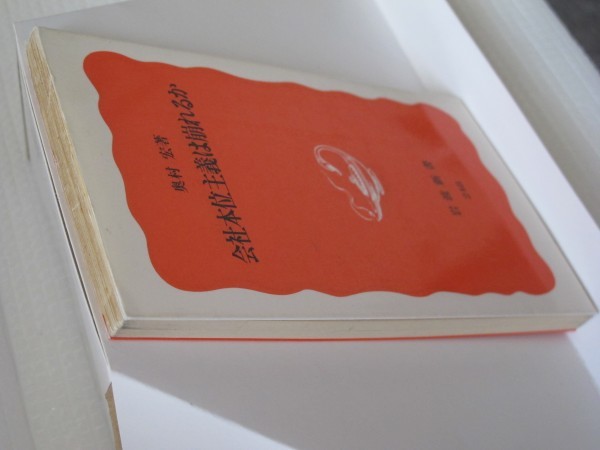 奥村 宏著
会社本位主義は崩れるか
岩波新書